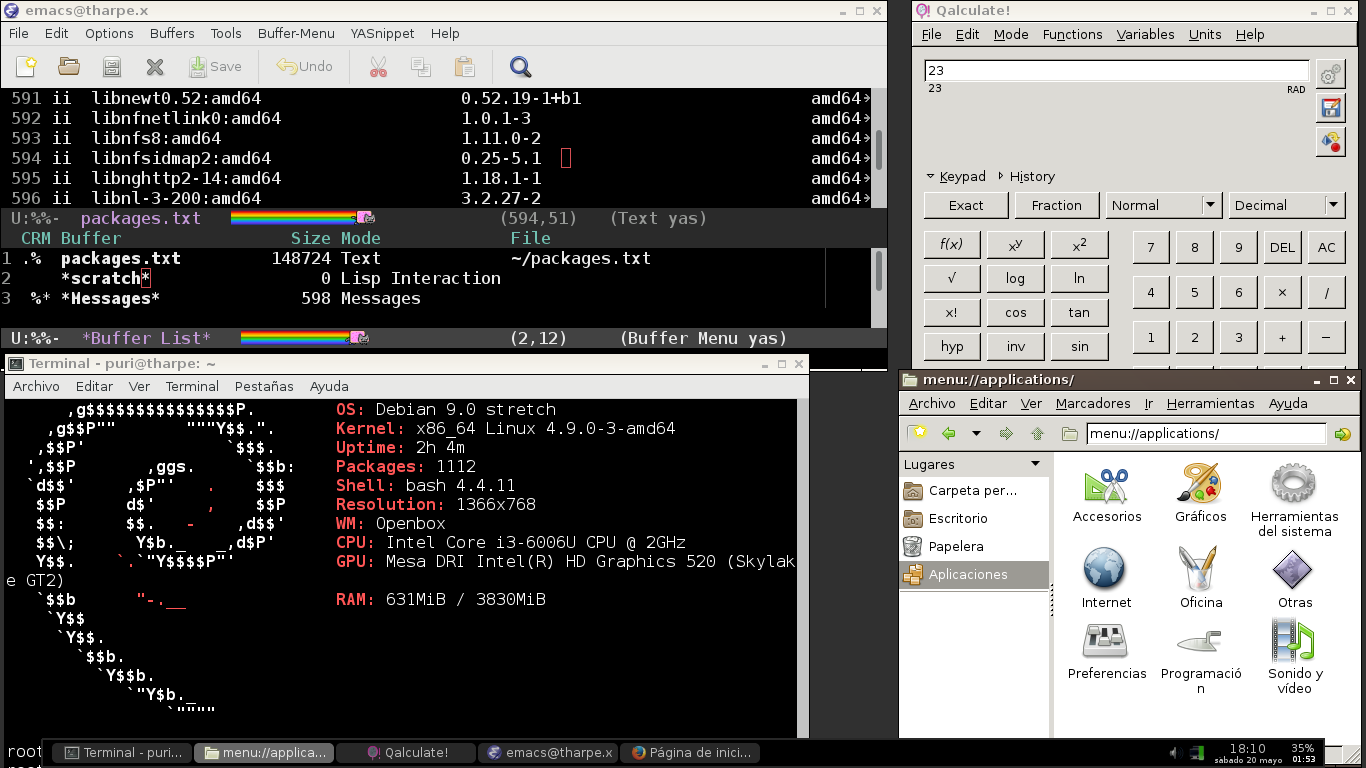 emacs@tharpe.x
File Edit Options Buffers Tools Buffer-Menu YASnippet Help
Save Undo
591 ii libnewt0.52:amd64 0.52.19-1+b1 amd64
592 ii libnfnetlink0:amd64 1.0.1-3 amd64
593 ii libnfs8:amd64 1.11.0-2 amd64
594 ii libnfsidmap2:amd64 0.25-5.1 amd64
595 ii libnghttp2-14:amd64 1.18.1-1 amd64
596 ii libnl-3-200:amd64 3.2.27-2 amd64
U:%%- packages.txt (594,51) (Text yas)
CRM Buffer Size Mode File
1 .% packages.txt 148724 Text ~/packages.txt
2 *scratch* 0 Lisp Interaction
3 %* *Messages* 598 Messages
U:%%- *Buffer List* (2,12) (Buffer Menu yas)
Qalculate!
File Edit Mode Functions Variables Units Help
23
23 RAD
Keypad History
Exact Fraction Normal Decimal
f(x) xy x2 7 8 9 DEL AC
√ log ln 4 5 6 × /
x! cos tan 1 2 3 + −
hyp inv sin
Terminal - puri@tharpe: ~
Archivo Editar Ver Terminal Pestañas Ayuda
,g$$$$$$$$$$$$$$$P. OS: Debian 9.0 stretch
,g$$P"" """Y$$.". Kernel: x86_64 Linux 4.9.0-3-amd64
,$$P' `$$$. Uptime: 2h 4m
',$$P ,ggs. `$$b: Packages: 1112
`d$$' ,$P"' . $$$ Shell: bash 4.4.11
$$P d$' , $$P Resolution: 1366x768
$$: $$. - ,d$$' WM: Openbox
$$\; Y$b._ _,d$P' CPU: Intel Core i3-6006U CPU @ 2GHz
Y$$. `.`"Y$$$$P"' GPU: Mesa DRI Intel(R) HD Graphics 520 (Skylak
e GT2)
`$$b "-.__ RAM: 631MiB / 3830MiB
`Y$$
`Y$$.
`$$b.
`Y$$b.
`"Y$b._
`""""
root
menu://applications/
Archivo Editar Ver Marcadores Ir Herramientas Ayuda
menu://applications/
Lugares
Carpeta per...
Escritorio
Papelera
Aplicaciones
Accesorios Gráficos Herramientas
del sistema
Internet Oficina Otras
Preferencias Programació
n
Sonido y
vídeo
Terminal - puri... menu://applica... Qalculate! emacs@tharpe.x Página de inici...
18:10 35%
sábado 20 mayo 01:53